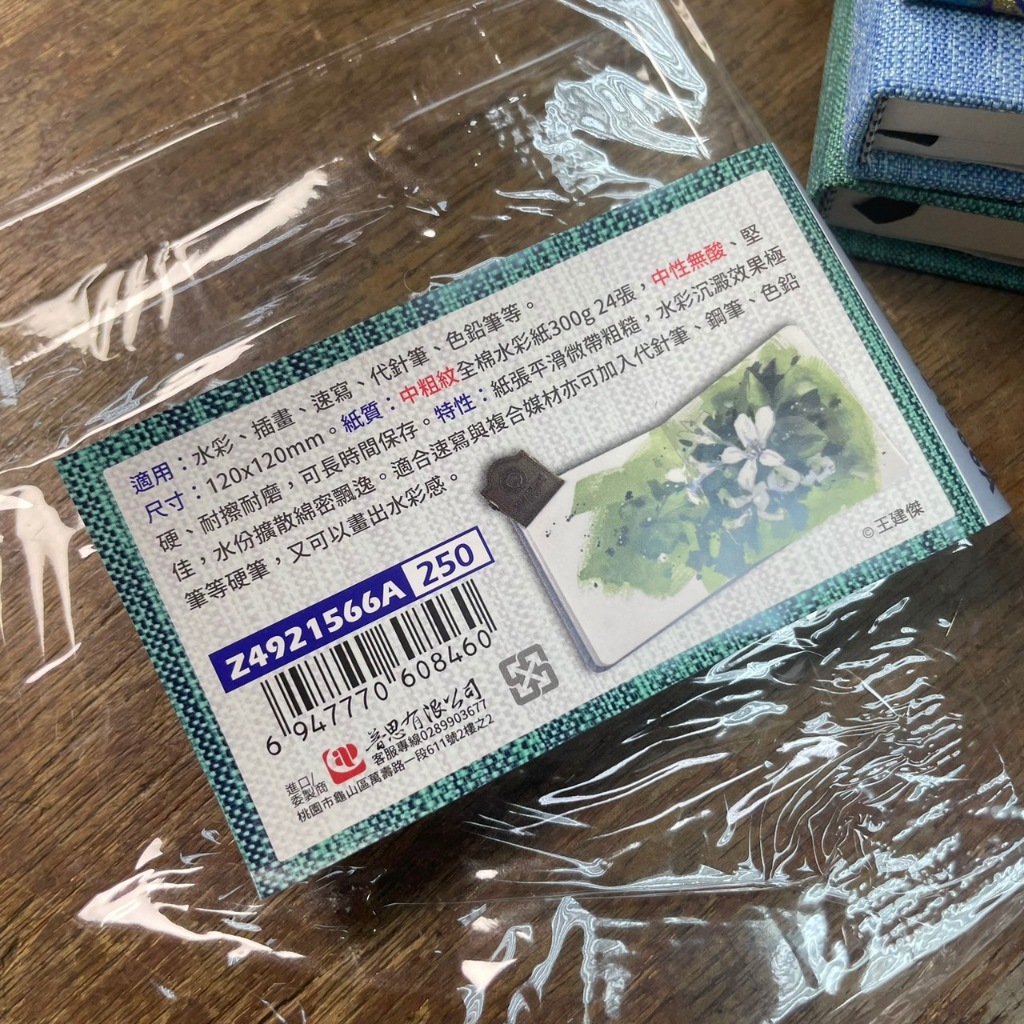 適用：水彩、插畫、速寫、代針筆、色鉛筆等。
尺寸：120x120mm。紙質：中粗紋全棉水彩紙300g 24張，中性無酸、堅
硬、耐擦耐磨，可長時間保存。特性：紙張平滑微帶粗糙，水彩沉澱效果極
佳，水份擴散綿密飄逸。適合速寫與複合媒材亦可加入代針筆、鋼筆、色鉛
筆等硬筆，又可以畫出水彩感。
©王建傑
Z4921566A 250
6 947770 608460
進口/
委製商
普思有限公司
客服專線0289903677
桃園市龜山區萬壽路一段611號2樓之2